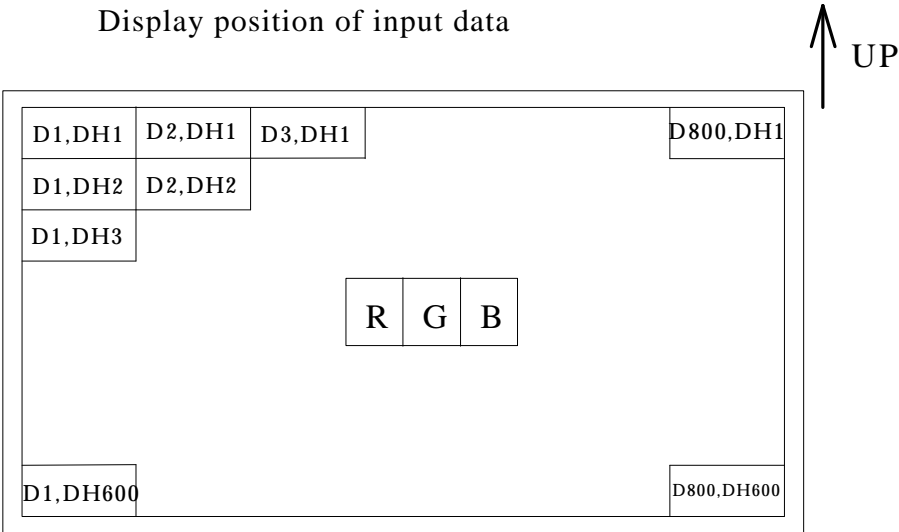 Display position of input data
UP
D1,DH1 D2,DH1 D3,DH1 D800,DH1
D1,DH2 D2,DH2
D1,DH3
R G B
D1,DH600 D800,DH600